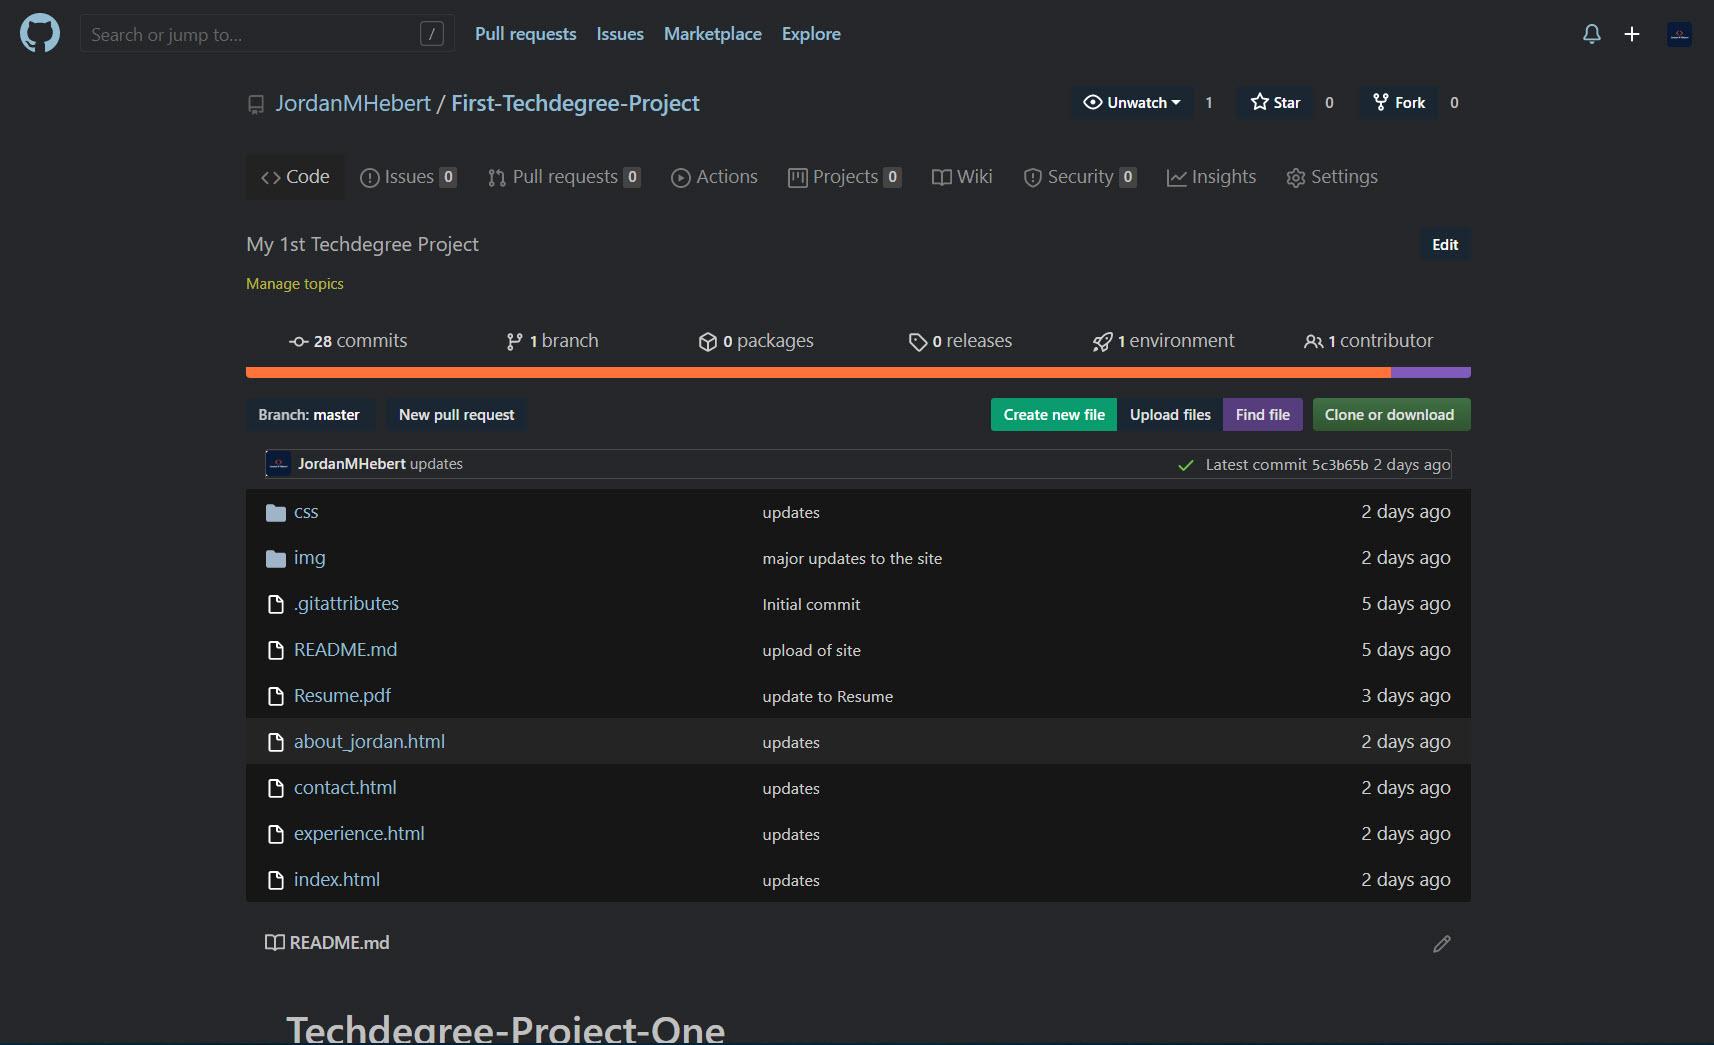 Search or jump to... /
Pull requests Issues Marketplace Explore
JordanMHebert / First-Techdegree-Project
Unwatch 1 Star 0 Fork 0
Code Issues 0 Pull requests 0 Actions Projects 0 Wiki Security 0 Insights Settings
My 1st Techdegree Project
Edit
Manage topics
28 commits 1 branch 0 packages 0 releases 1 environment 1 contributor
Branch: master New pull request Create new file Upload files Find file Clone or download
JordanMHebert updates Latest commit 5c3b65b 2 days ago
css updates 2 days ago
img major updates to the site 2 days ago
.gitattributes Initial commit 5 days ago
README.md upload of site 5 days ago
Resume.pdf update to Resume 3 days ago
about_jordan.html updates 2 days ago
contact.html updates 2 days ago
experience.html updates 2 days ago
index.html updates 2 days ago
README.md
Techdegree-Project-One